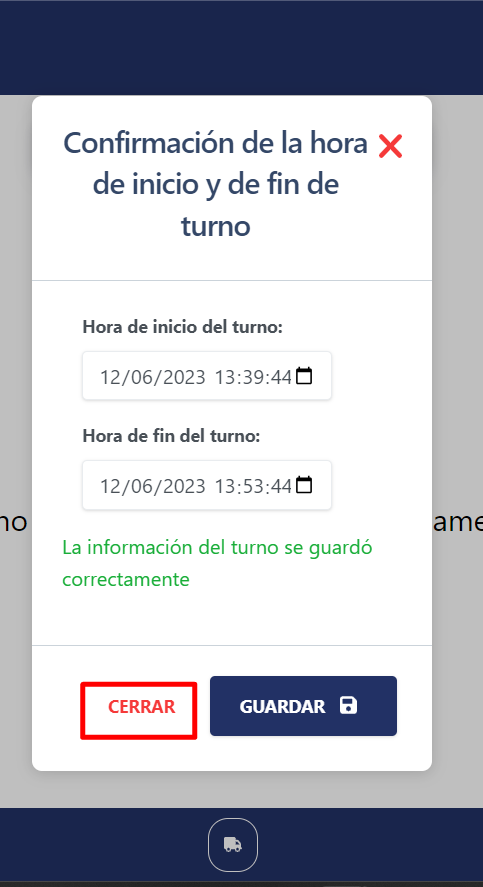 Confirmación de la hora
de inicio y de fin de
turno
Hora de inicio del turno:
12/06/2023 13:39:44
Hora de fin del turno:
12/06/2023 13:53:44
La información del turno se guardó
correctamente
CERRAR
GUARDAR